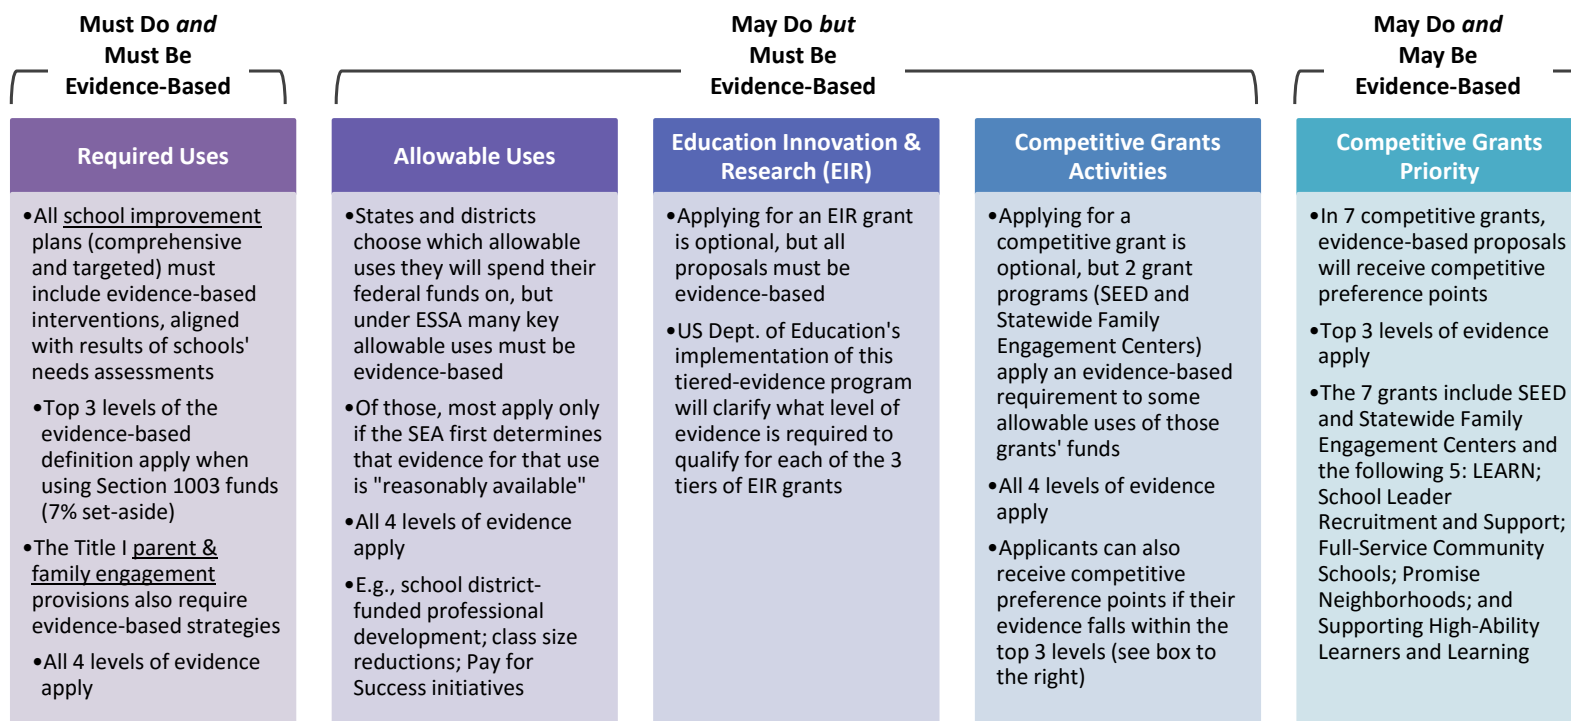 Must Do and
Must Be
Evidence-Based
May Do but
Must Be
Evidence-Based
May Do and
May Be
Evidence-Based
Required Uses
•All school improvement
plans (comprehensive
and targeted) must
include evidence-based
interventions, aligned
with results of schools'
needs assessments
•Top 3 levels of the
evidence-based
definition apply when
using Section 1003 funds
(7% set-aside)
•The Title I parent &
family engagement
provisions also require
evidence-based strategies
•All 4 levels of evidence
apply
Allowable Uses
•States and districts
choose which allowable
uses they will spend their
federal funds on, but
under ESSA many key
allowable uses must be
evidence-based
•Of those, most apply only
if the SEA first determines
that evidence for that use
is "reasonably available"
•All 4 levels of evidence
apply
•E.g., school district-
funded professional
development; class size
reductions; Pay for
Success initiatives
Education Innovation &
Research (EIR)
•Applying for an EIR grant
is optional, but all
proposals must be
evidence-based
•US Dept. of Education's
implementation of this
tiered-evidence program
will clarify what level of
evidence is required to
qualify for each of the 3
tiers of EIR grants
Competitive Grants
Activities
•Applying for a
competitive grant is
optional, but 2 grant
programs (SEED and
Statewide Family
Engagement Centers)
apply an evidence-based
requirement to some
allowable uses of those
grants' funds
•All 4 levels of evidence
apply
•Applicants can also
receive competitive
preference points if their
evidence falls within the
top 3 levels (see box to
the right)
Competitive Grants
Priority
•In 7 competitive grants,
evidence-based proposals
will receive competitive
preference points
•Top 3 levels of evidence
apply
•The 7 grants include SEED
and Statewide Family
Engagement Centers and
the following 5: LEARN;
School Leader
Recruitment and Support;
Full-Service Community
Schools; Promise
Neighborhoods; and
Supporting High-Ability
Learners and Learning